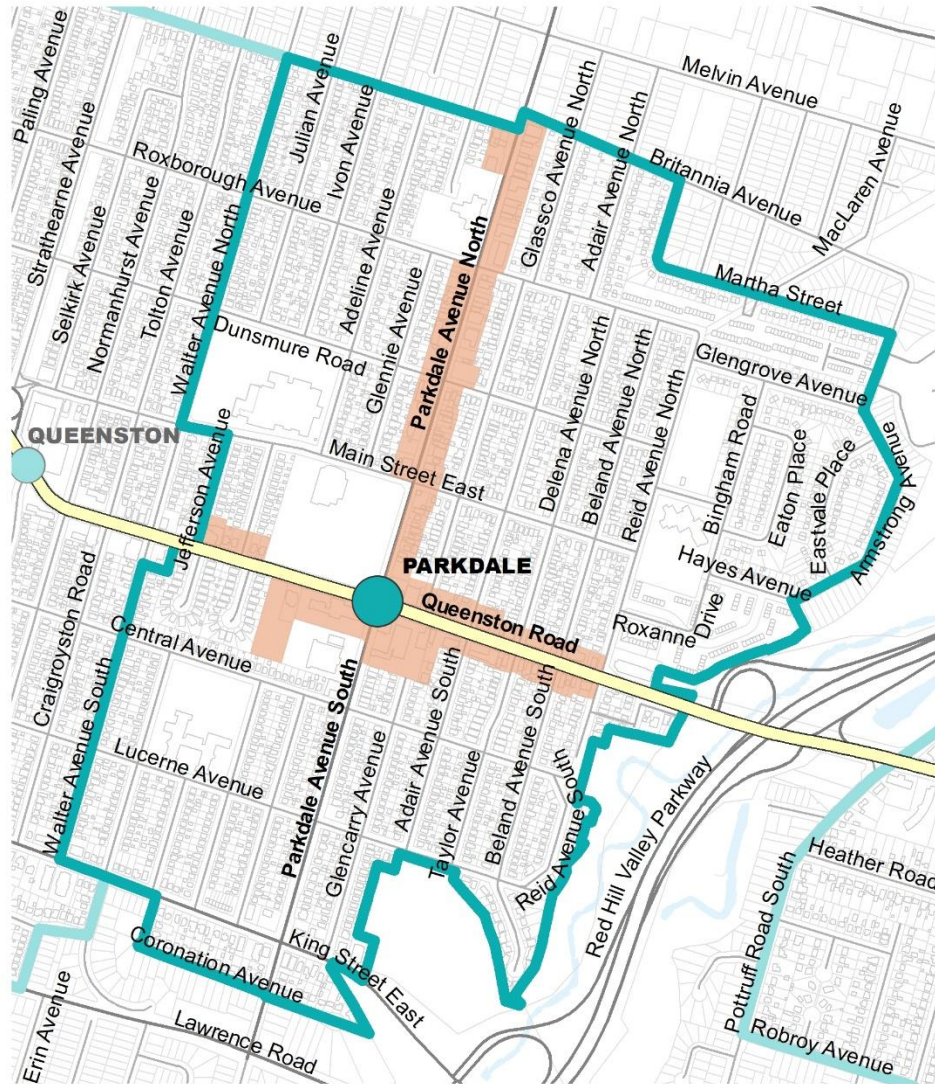 Melvin Avenue
Paling Avenue
Strathearne Avenue
Selkirk Avenue
Normanhurst Avenue
Tolton Avenue
Walter Avenue North
Roxborough Avenue
Julian Avenue
Ivon Avenue
Adeline Avenue
Glennie Avenue
Dunsmure Road
Parkdale Avenue North
Glassco Avenue North
Adair Avenue North
Britannia Avenue
MacLaren Avenue
Martha Street
Glengrove Avenue
Delena Avenue North
Beland Avenue North
Reid Avenue North
Bingham Road
Eaton Place
Eastvale Place
Armstrong Avenue
Hayes Avenue
Roxanne
Drive
QUEENSTON
Main Street East
Jefferson Avenue
PARKDALE
Queenston Road
Craigroyston Road
Central Avenue
Walter Avenue South
Lucerne Avenue
Parkdale Avenue South
Glencarry Avenue
Adair Avenue South
Taylor Avenue
Beland Avenue South
Reid Avenue South
Red Hill Valley Parkway
Pottruff Road South
Heather Road
Robroy Avenue
King Street East
Coronation Avenue
Lawrence Road
Erin Avenue